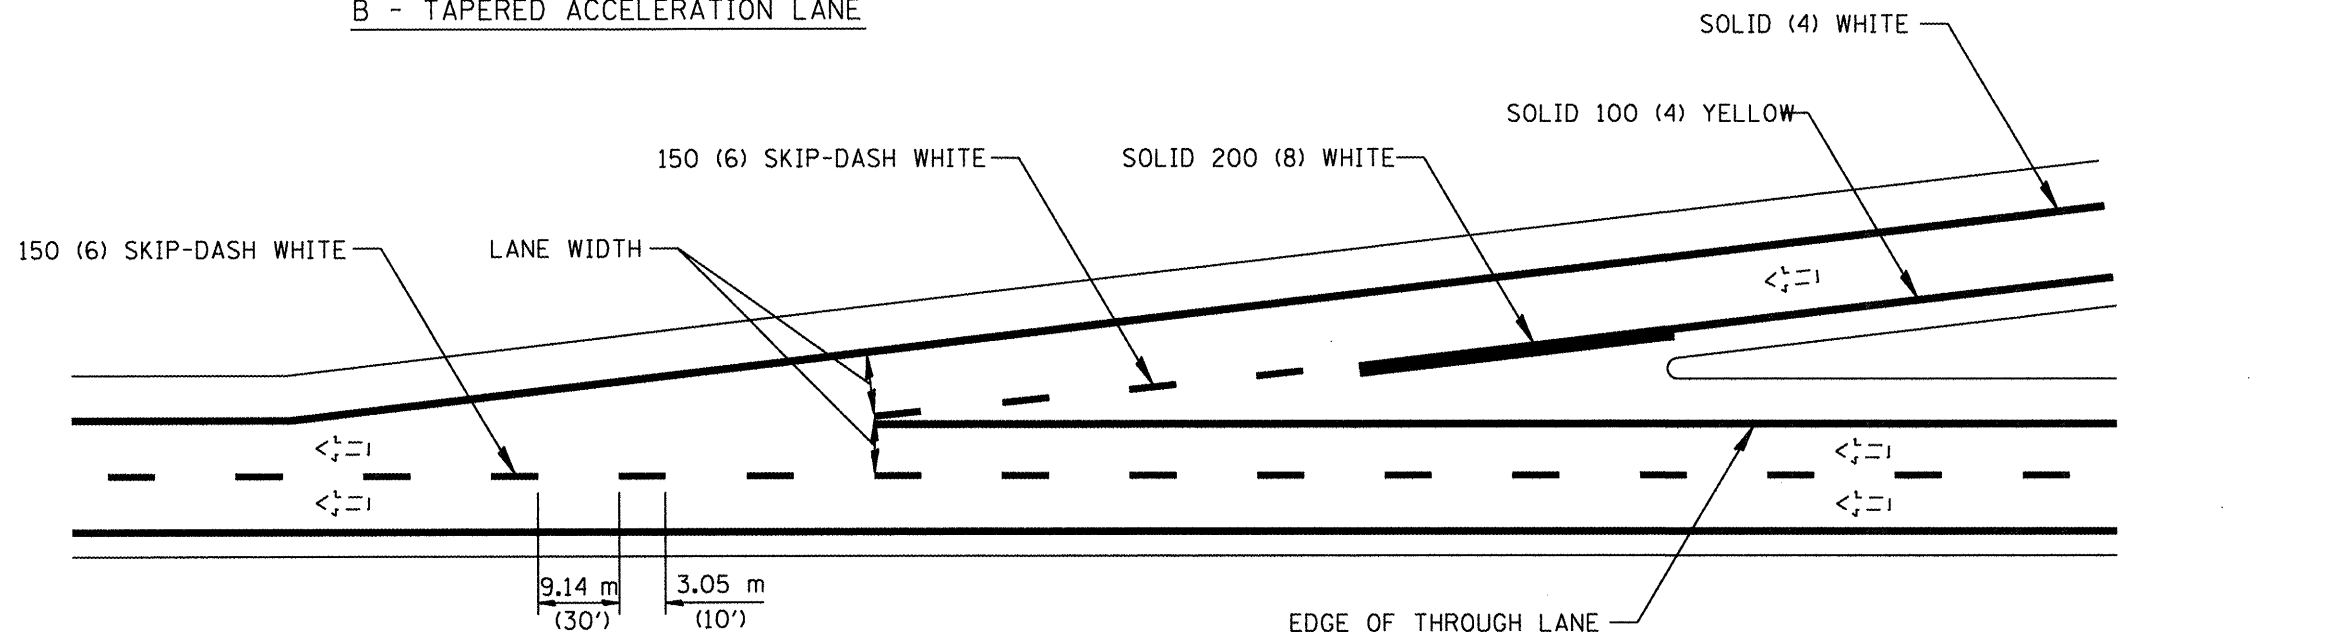 B - TAPERED ACCELERATION LANE
SOLID (4) WHITE
SOLID 100 (4) YELLOW
150 (6) SKIP-DASH WHITE
SOLID 200 (8) WHITE
150 (6) SKIP-DASH WHITE
LANE WIDTH
9.14 m
(30')
3.05 m
(10')
EDGE OF THROUGH LANE